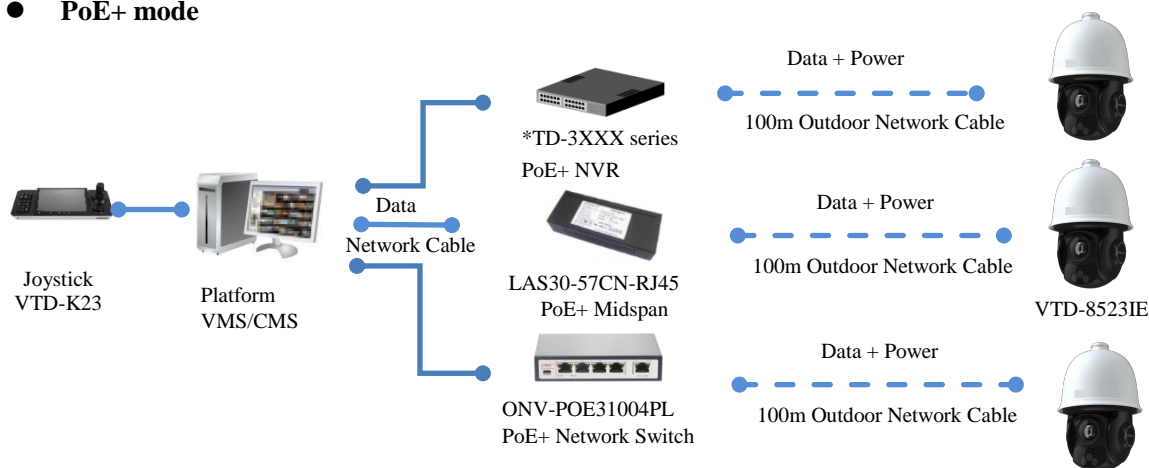 ● PoE+ mode
Data + Power
100m Outdoor Network Cable
*TD-3XXX series
PoE+ NVR
Data
Network Cable
Data + Power
100m Outdoor Network Cable
Joystick
VTD-K23
Platform
VMS/CMS
LAS30-57CN-RJ45
PoE+ Midspan
VTD-8523IE
Data + Power
100m Outdoor Network Cable
ONV-POE31004PL
PoE+ Network Switch